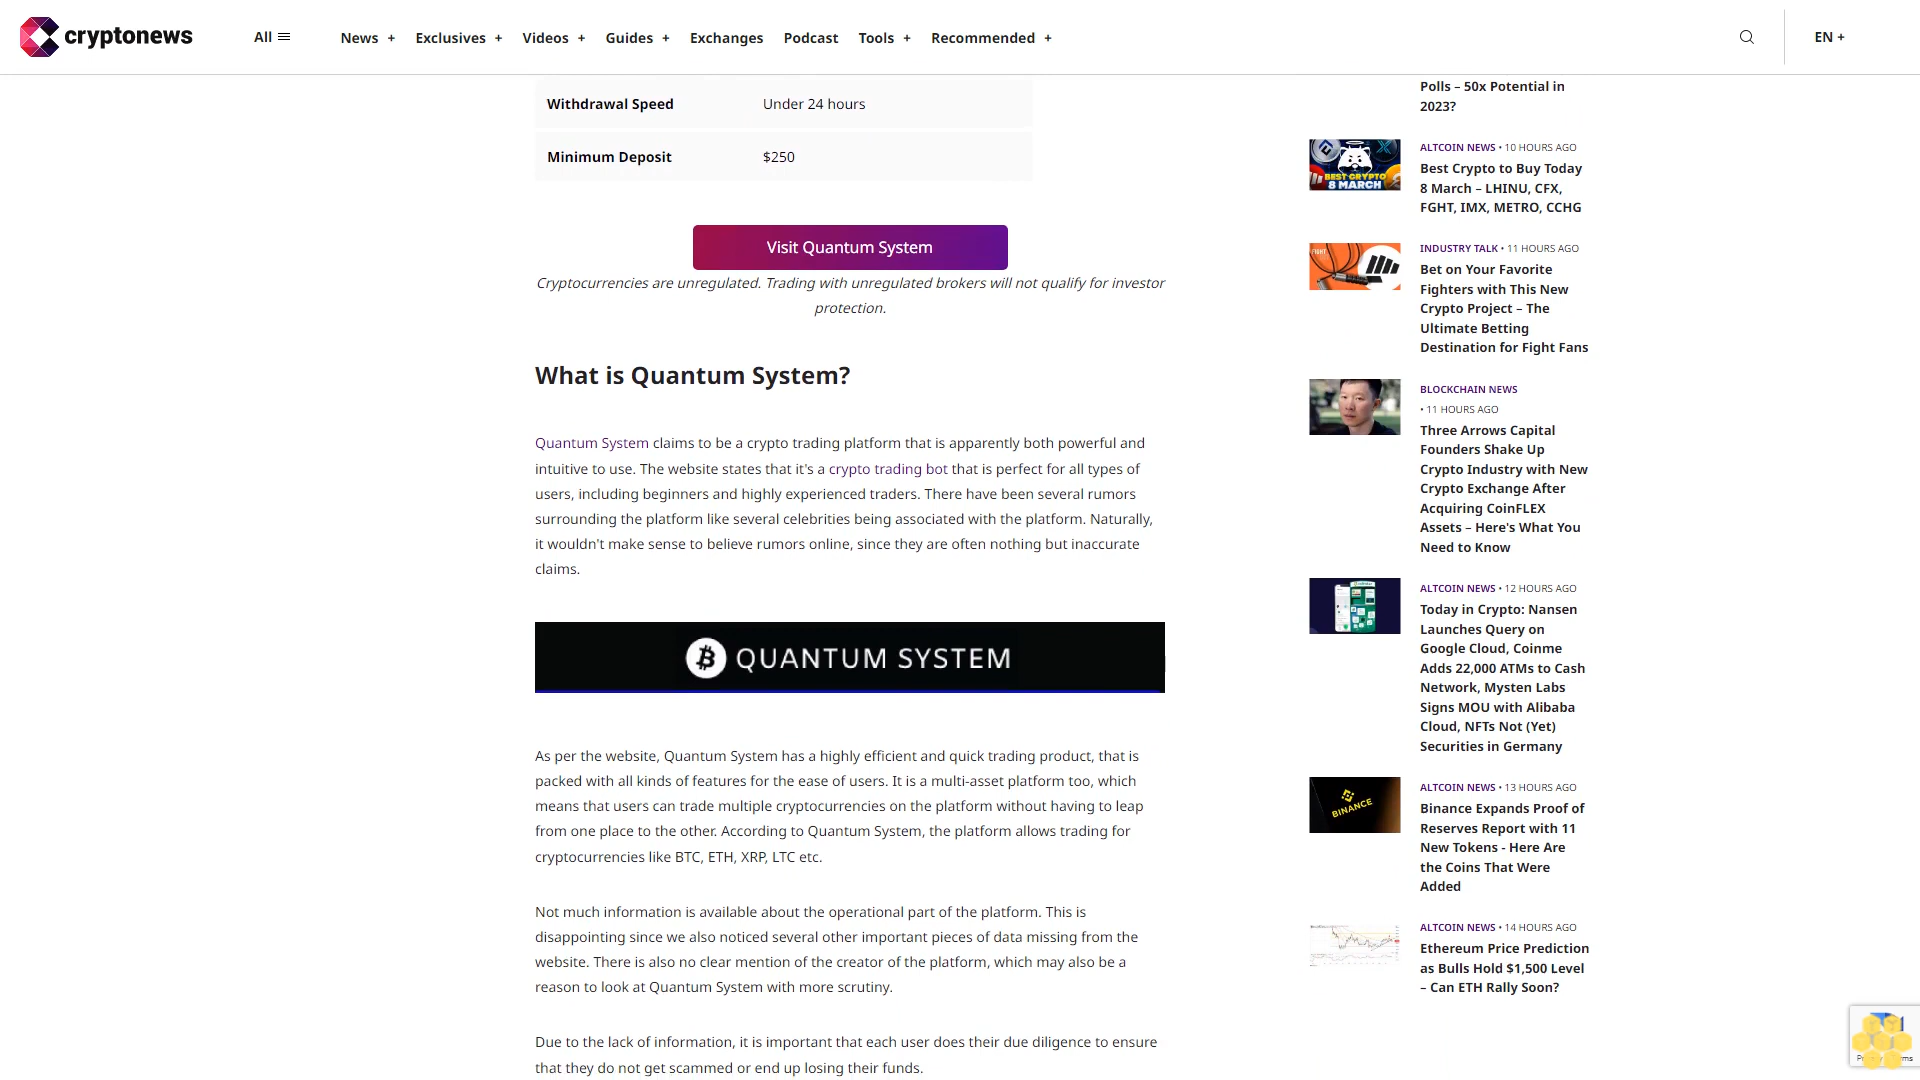 cryptonews
All
News +
Exclusives +
Videos +
Guides +
Exchanges
Podcast
Tools +
Recommended +
EN +
Withdrawal Speed Under 24 hours
Minimum Deposit $250
Visit Quantum System
Cryptocurrencies are unregulated. Trading with unregulated brokers will not qualify for investor
protection.
What is Quantum System?
Quantum System claims to be a crypto trading platform that is apparently both powerful and
intuitive to use. The website states that it's a crypto trading bot that is perfect for all types of
users, including beginners and highly experienced traders. There have been several rumors
surrounding the platform like several celebrities being associated with the platform. Naturally,
it wouldn't make sense to believe rumors online, since they are often nothing but inaccurate
claims.
QUANTUM SYSTEM
As per the website, Quantum System has a highly efficient and quick trading product, that is
packed with all kinds of features for the ease of users. It is a multi-asset platform too, which
means that users can trade multiple cryptocurrencies on the platform without having to leap
from one place to the other. According to Quantum System, the platform allows trading for
cryptocurrencies like BTC, ETH, XRP, LTC etc.
Not much information is available about the operational part of the platform. This is
disappointing since we also noticed several other important pieces of data missing from the
website. There is also no clear mention of the creator of the platform, which may also be a
reason to look at Quantum System with more scrutiny.
Due to the lack of information, it is important that each user does their due diligence to ensure
that they do not get scammed or end up losing their funds.
Polls – 50x Potential in
2023?
BEST CRYPTO
8 MARCH
ALTCOIN NEWS • 10 HOURS AGO
Best Crypto to Buy Today
8 March – LHINU, CFX,
FGHT, IMX, METRO, CCHG
FIGHT
INDUSTRY TALK • 11 HOURS AGO
Bet on Your Favorite
Fighters with This New
Crypto Project – The
Ultimate Betting
Destination for Fight Fans
BLOCKCHAIN NEWS
• 11 HOURS AGO
Three Arrows Capital
Founders Shake Up
Crypto Industry with New
Crypto Exchange After
Acquiring CoinFLEX
Assets – Here's What You
Need to Know
ALTCOIN NEWS • 12 HOURS AGO
Today in Crypto: Nansen
Launches Query on
Google Cloud, Coinme
Adds 22,000 ATMs to Cash
Network, Mysten Labs
Signs MOU with Alibaba
Cloud, NFTs Not (Yet)
Securities in Germany
BINANCE
ALTCOIN NEWS • 13 HOURS AGO
Binance Expands Proof of
Reserves Report with 11
New Tokens - Here Are
the Coins That Were
Added
ALTCOIN NEWS • 14 HOURS AGO
Ethereum Price Prediction
as Bulls Hold $1,500 Level
– Can ETH Rally Soon?